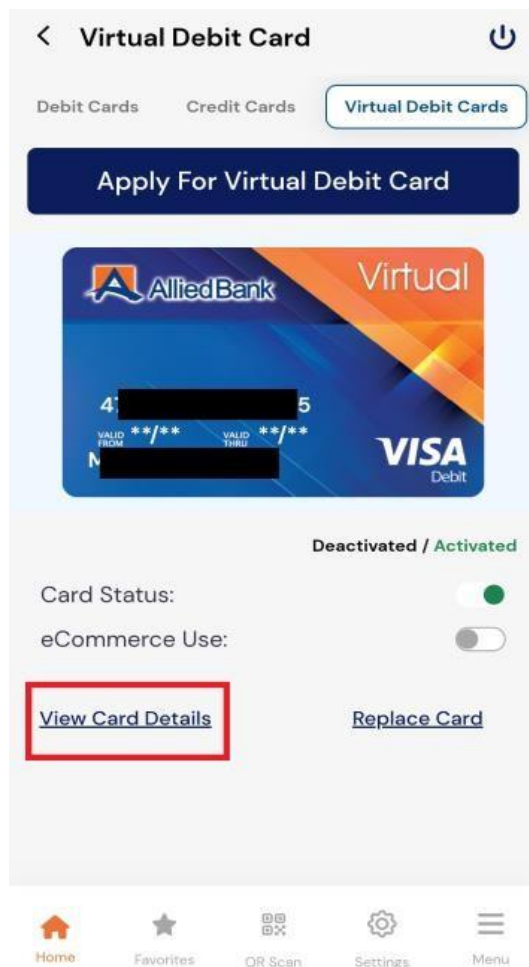 Virtual Debit Card
Debit Cards Credit Cards Virtual Debit Cards
Apply For Virtual Debit Card
AlliedBank Virtual
4 5
VALID FROM **/** VALID THRU **/**
M
VISA
Debit
Deactivated / Activated
Card Status:
eCommerce Use:
View Card Details Replace Card
Home Favorites QR Scan Settings Menu